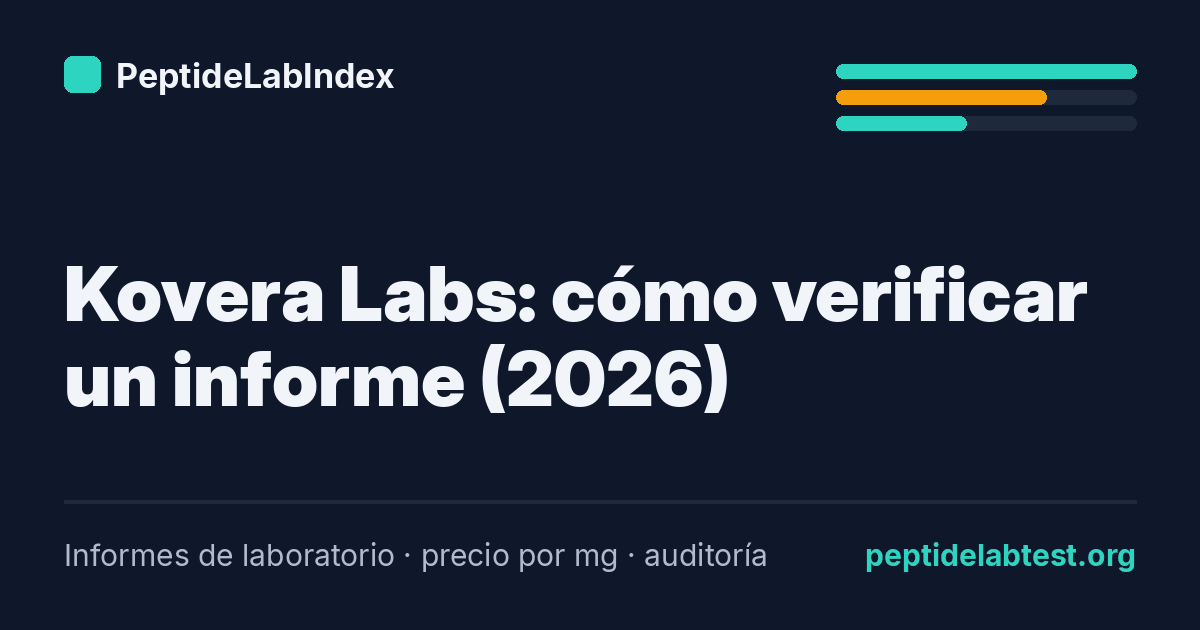 PeptideLabIndex
Kovera Labs: cómo verificar
un informe (2026)
Informes de laboratorio · precio por mg · auditoría
peptidelabtest.org